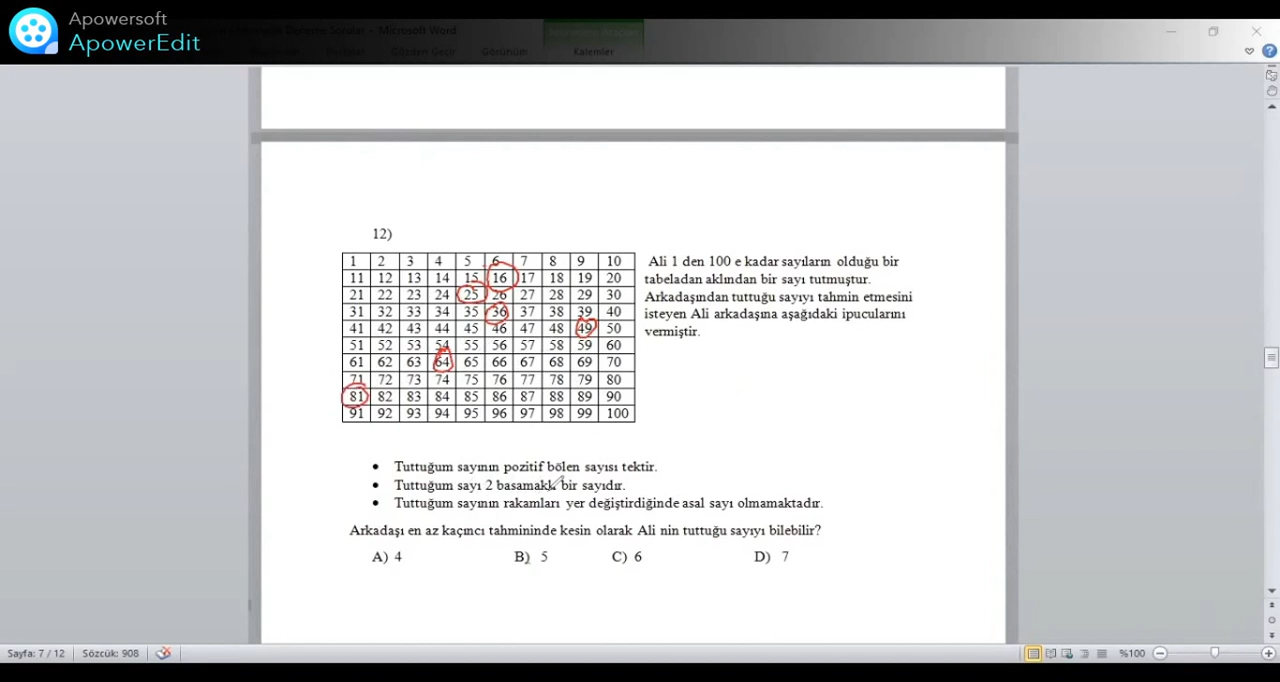 Apowersoft
ApowerEdit
Microsoft Word
Gözden Geçir
Görünüm
Kalemler
12)
1 2 3 4 5 6 7 8 9 10
11 12 13 14 15 16 17 18 19 20
21 22 23 24 25 26 27 28 29 30
31 32 33 34 35 36 37 38 39 40
41 42 43 44 45 46 47 48 49 50
51 52 53 54 55 56 57 58 59 60
61 62 63 64 65 66 67 68 69 70
71 72 73 74 75 76 77 78 79 80
81 82 83 84 85 86 87 88 89 90
91 92 93 94 95 96 97 98 99 100
Ali 1 den 100 e kadar sayıların olduğu bir
tabeladan aklından bir sayı tutmuştur.
Arkadaşından tuttuğu sayıyı tahmin etmesini
isteyen Ali arkadaşına aşağıdaki ipucularını
vermiştir.
• Tuttuğum sayının pozitif bölen sayısı tektir.
• Tuttuğum sayı 2 basamaklı bir sayıdır.
• Tuttuğum sayının rakamları yer değiştirdiğinde asal sayı olmamaktadır.
Arkadaşı en az kaçıncı tahmininde kesin olarak Ali nin tuttuğu sayıyı bilebilir?
A) 4 B) 5 C) 6 D) 7
Sayfa: 7 / 12 Sözcük: 908 %100